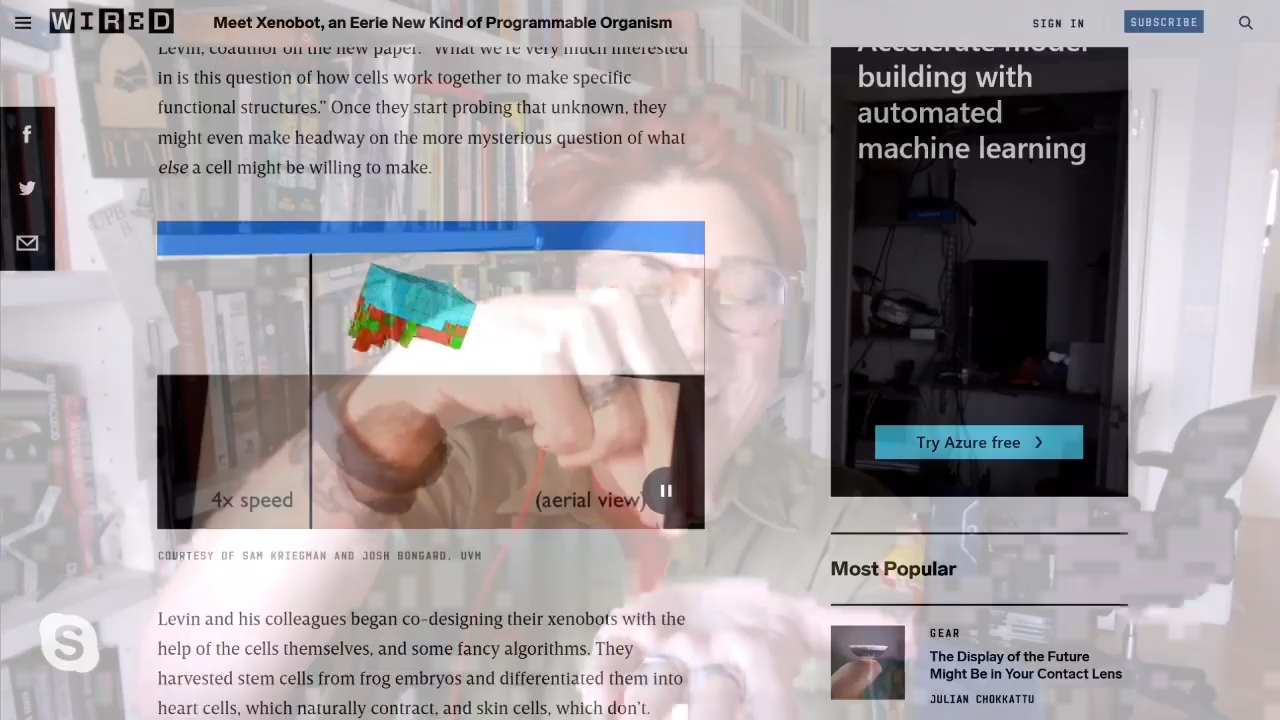 WIRED
Meet Xenobot, an Eerie New Kind of Programmable Organism
SIGN IN
SUBSCRIBE
Levin, coauthor on the new paper. "What we're very much interested
in is this question of how cells work together to make specific
functional structures." Once they start probing that unknown, they
might even make headway on the more mysterious question of what
else a cell might be willing to make.
4x speed
(aerial view)
COURTESY OF SAM KRIEGMAN AND JOSH BONGARD, UVM
Levin and his colleagues began co-designing their xenobots with the
help of the cells themselves, and some fancy algorithms. They
harvested stem cells from frog embryos and differentiated them into
heart cells, which naturally contract, and skin cells, which don't.
Accelerate model
building with
automated
machine learning
Try Azure free
Most Popular
GEAR
The Display of the Future
Might Be in Your Contact Lens
JULIAN CHOKKATTU